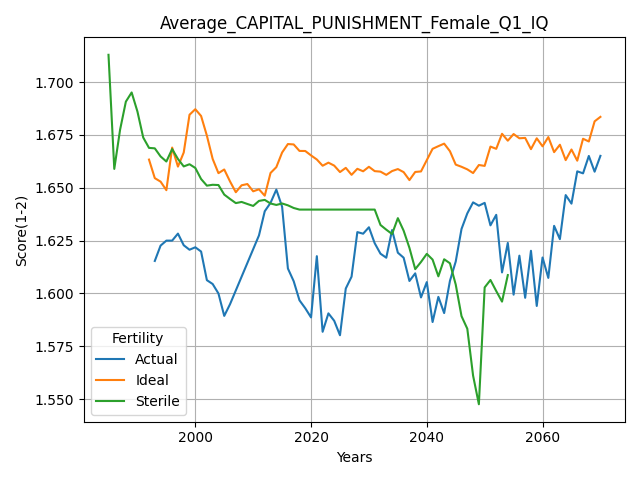 Average_CAPITAL_PUNISHMENT_Female_Q1_IQ
1.700
1.675
1.650
1.625
1.600
1.575
1.550
Score(1-2)
Fertility
Actual
Ideal
Sterile
2000 2020 2040 2060
Years